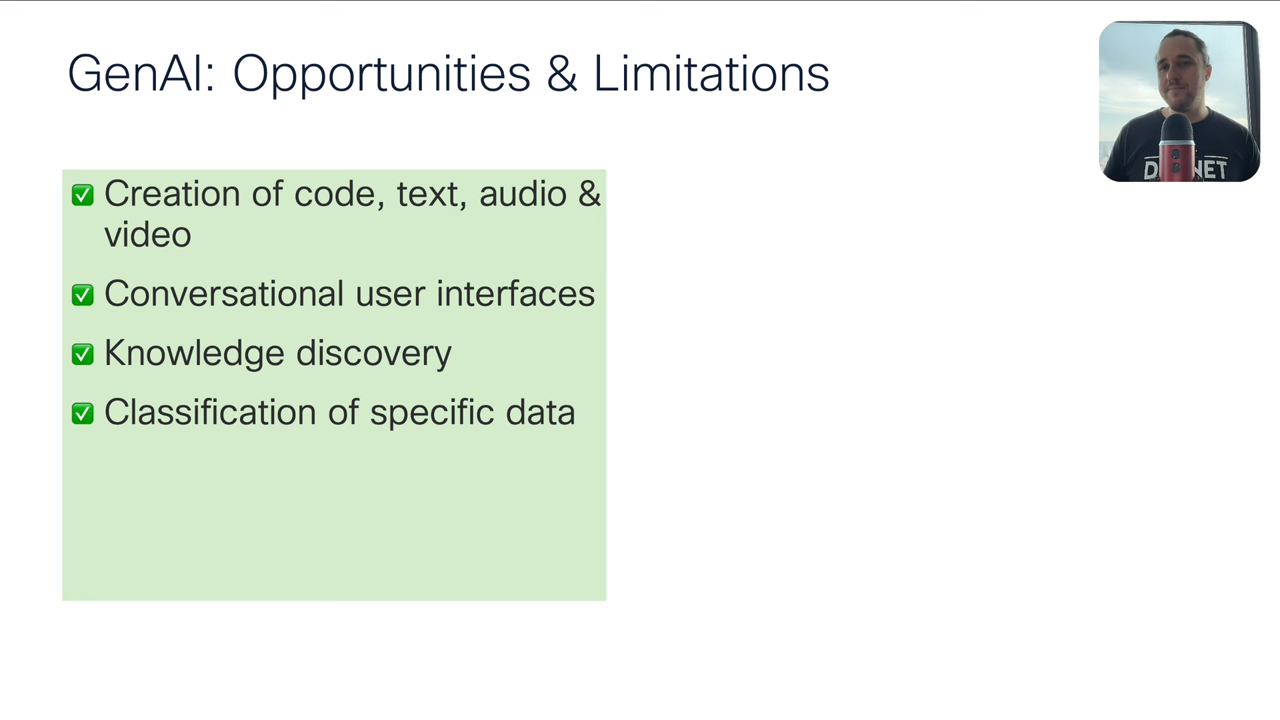 GenAI: Opportunities & Limitations
✅ Creation of code, text, audio &
video
✅ Conversational user interfaces
✅ Knowledge discovery
✅ Classification of specific data